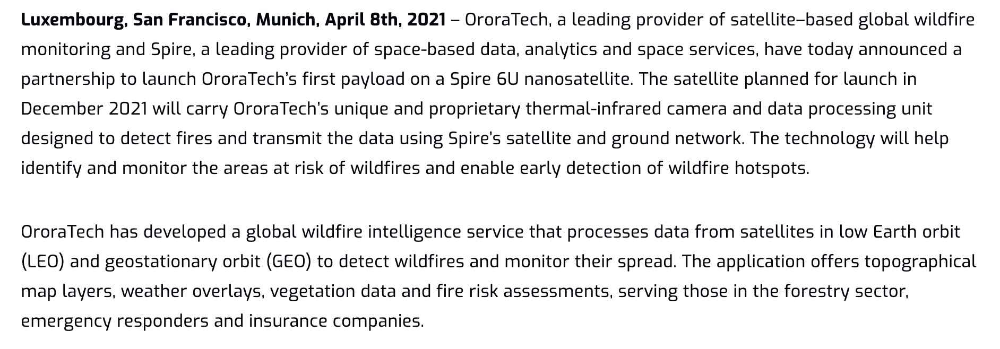 Luxembourg, San Francisco, Munich, April 8th, 2021 – OroraTech, a leading provider of satellite–based global wildfire
monitoring and Spire, a leading provider of space-based data, analytics and space services, have today announced a
partnership to launch OroraTech’s first payload on a Spire 6U nanosatellite. The satellite planned for launch in
December 2021 will carry OroraTech’s unique and proprietary thermal-infrared camera and data processing unit
designed to detect fires and transmit the data using Spire’s satellite and ground network. The technology will help
identify and monitor the areas at risk of wildfires and enable early detection of wildfire hotspots.
OroraTech has developed a global wildfire intelligence service that processes data from satellites in low Earth orbit
(LEO) and geostationary orbit (GEO) to detect wildfires and monitor their spread. The application offers topographical
map layers, weather overlays, vegetation data and fire risk assessments, serving those in the forestry sector,
emergency responders and insurance companies.